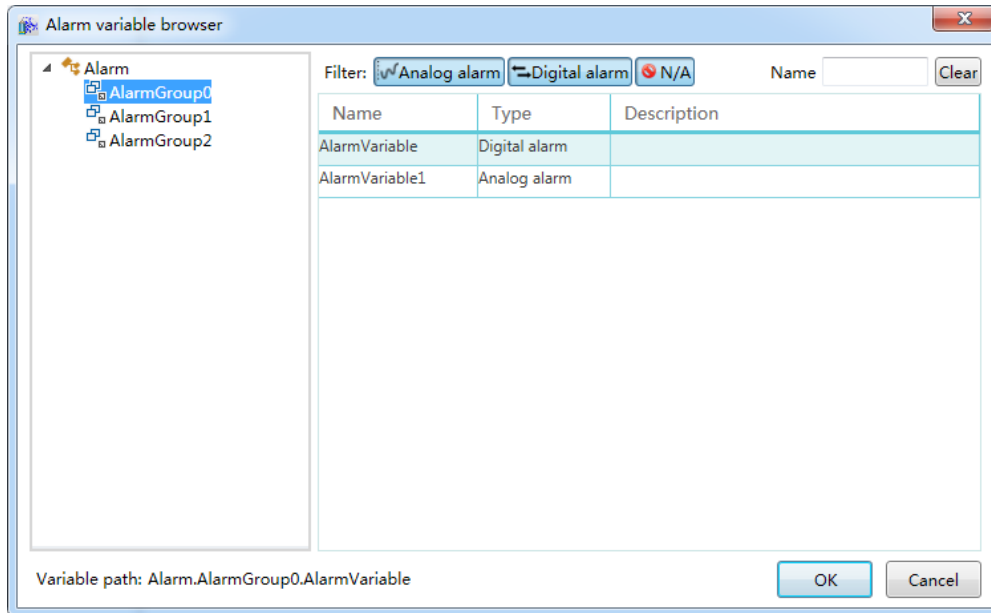 Alarm variable browser
Alarm
AlarmGroup0
AlarmGroup1
AlarmGroup2
Filter: Analog alarm Digital alarm N/A Name Clear
Name Type Description
AlarmVariable Digital alarm
AlarmVariable1 Analog alarm
Variable path: Alarm.AlarmGroup0.AlarmVariable OK Cancel